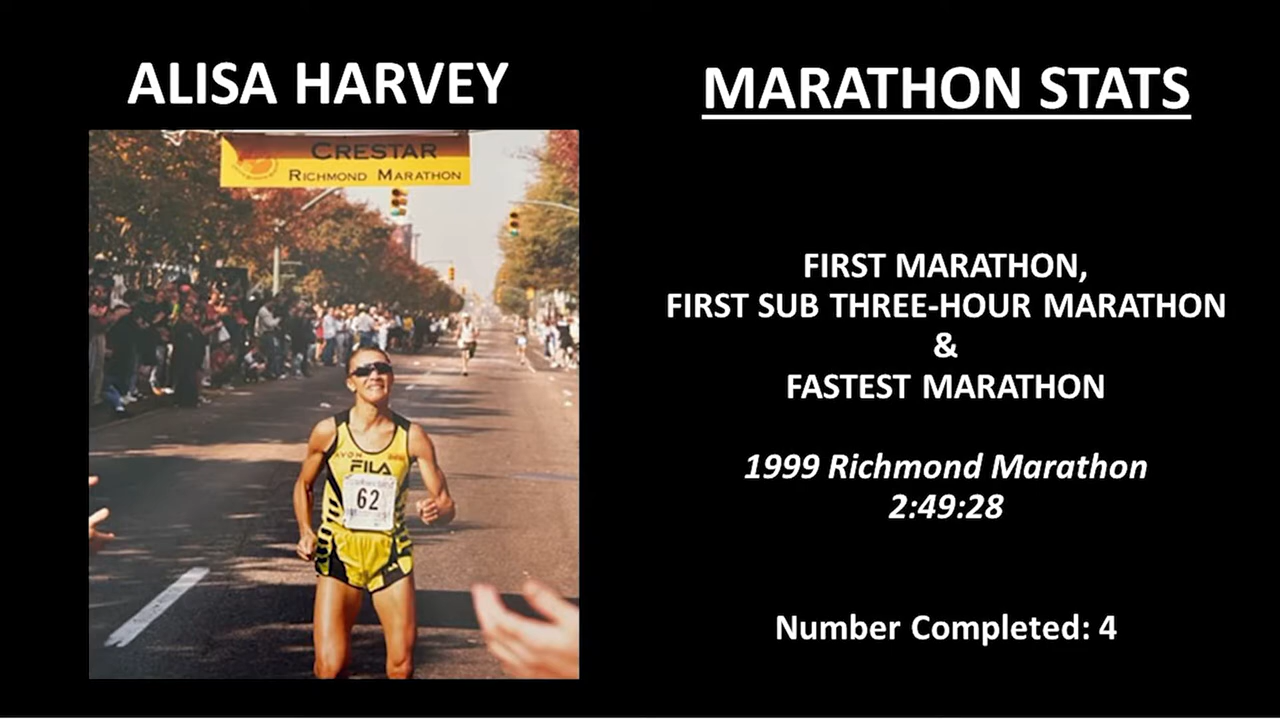 ALISA HARVEY
MARATHON STATS
CRESTAR
RICHMOND MARATHON
AVON
FILA
62
FIRST MARATHON,
FIRST SUB THREE-HOUR MARATHON
&
FASTEST MARATHON
1999 Richmond Marathon
2:49:28
Number Completed: 4